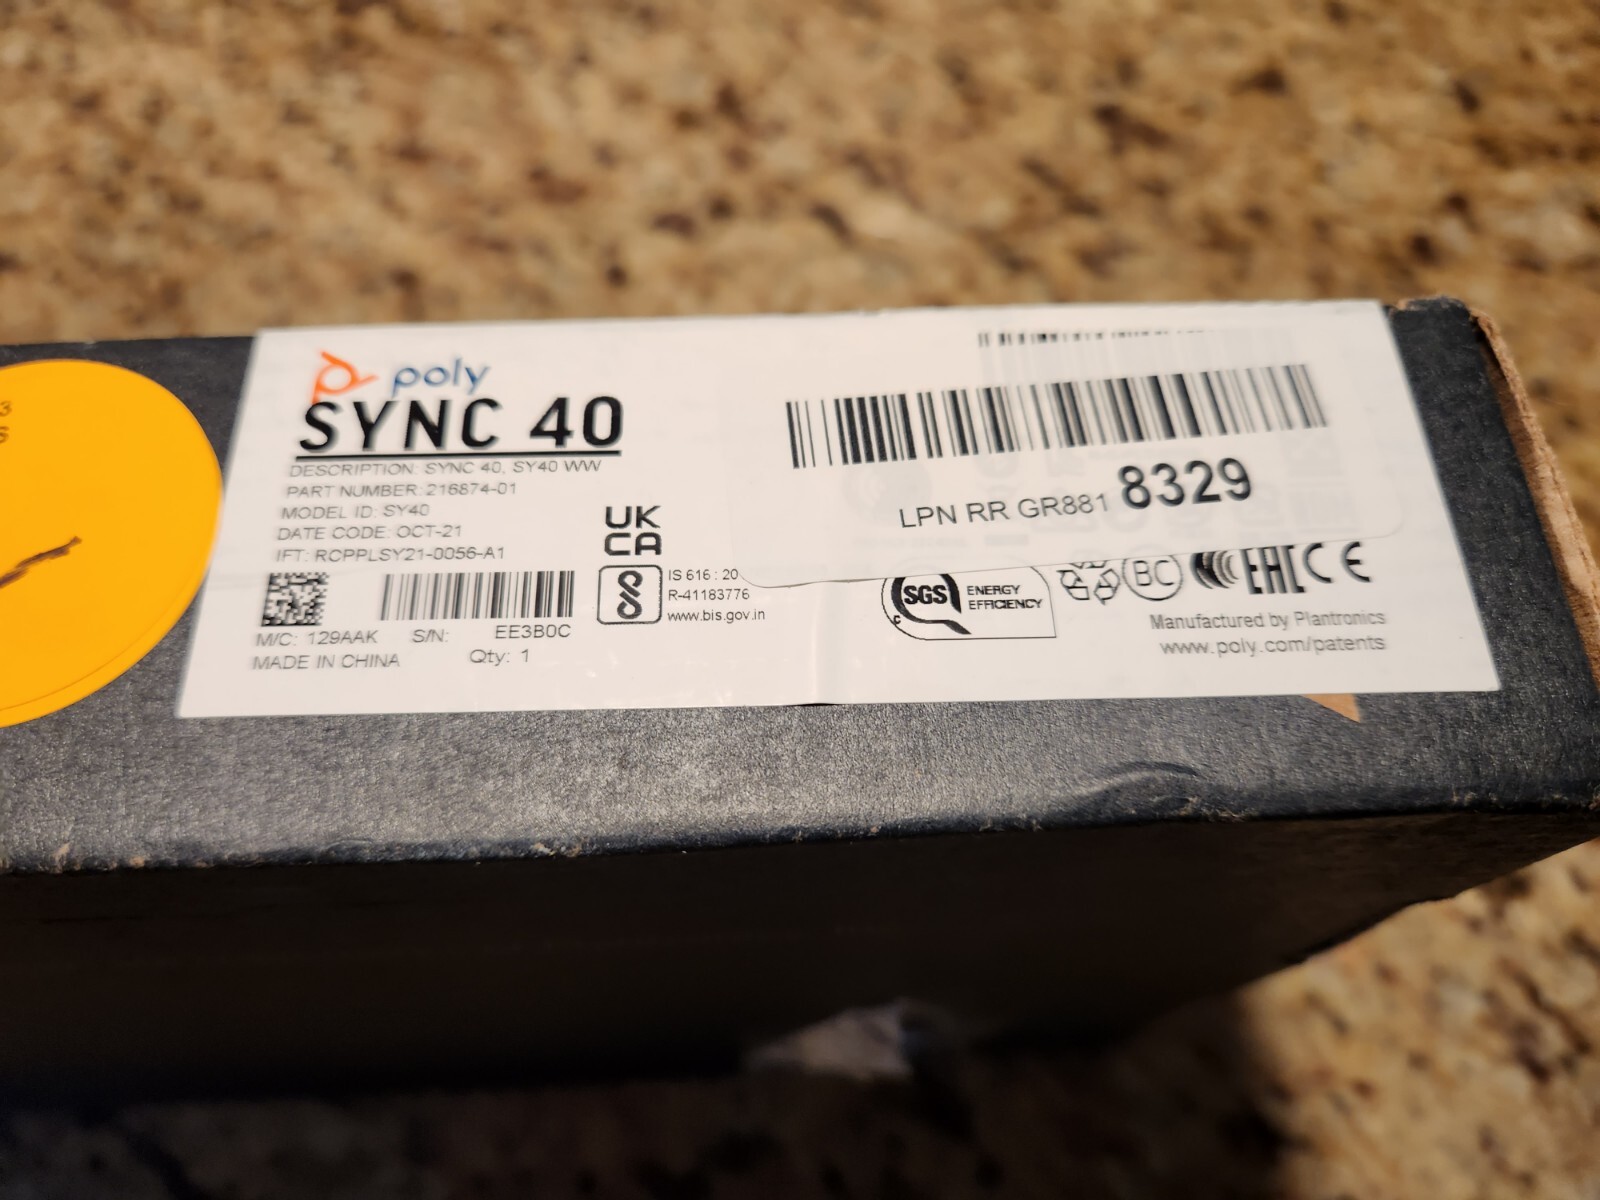 poly
SYNC 40
DESCRIPTION: SYNC 40, SY40 WW
PART NUMBER: 216874-01
MODEL ID: SY40
DATE CODE: OCT-21
IFT: RCPPLSY21-0056-A1
M/C: 129AAK S/N: EE3B0C
MADE IN CHINA Qty: 1
UK
CA
IS 616 : 20
R-41183776
www.bis.gov.in
LPN RR GR881 8329
SGS ENERGY
EFFICIENCY
c
BC EAC CE
Manufactured by Plantronics
www.poly.com/patents
3
6